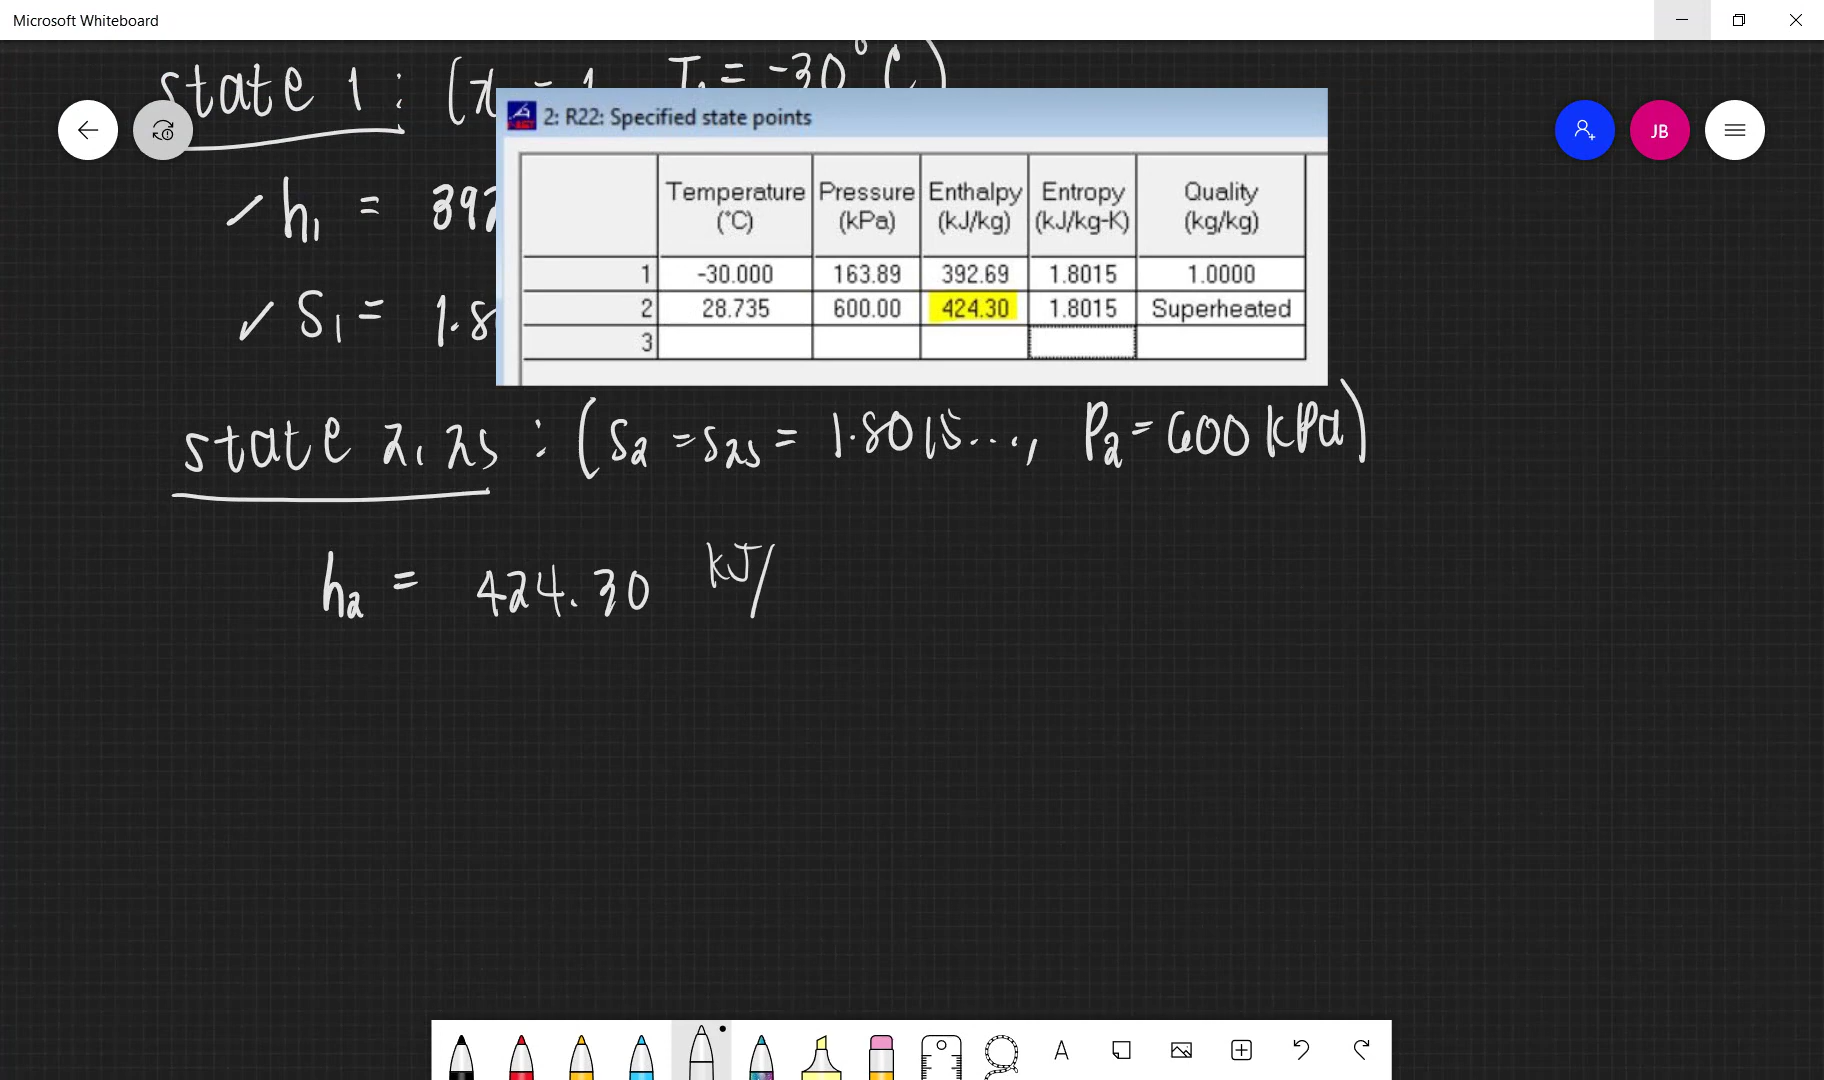 Microsoft Whiteboard
state 1 : (x = 1, T₁ = -30°C)
JB
2: R22: Specified state points
Temperature (°C) Pressure (kPa) Enthalpy (kJ/kg) Entropy (kJ/kg-K) Quality (kg/kg)
1 -30.000 163.89 392.69 1.8015 1.0000
2 28.735 600.00 424.30 1.8015 Superheated
3
h₁ = 392
S₁ = 1.8
state 2, 2s : (S₂ = S₂s = 1.8015..., P₂ = 600 kPa)
h₂ = 424.30 kJ/
A